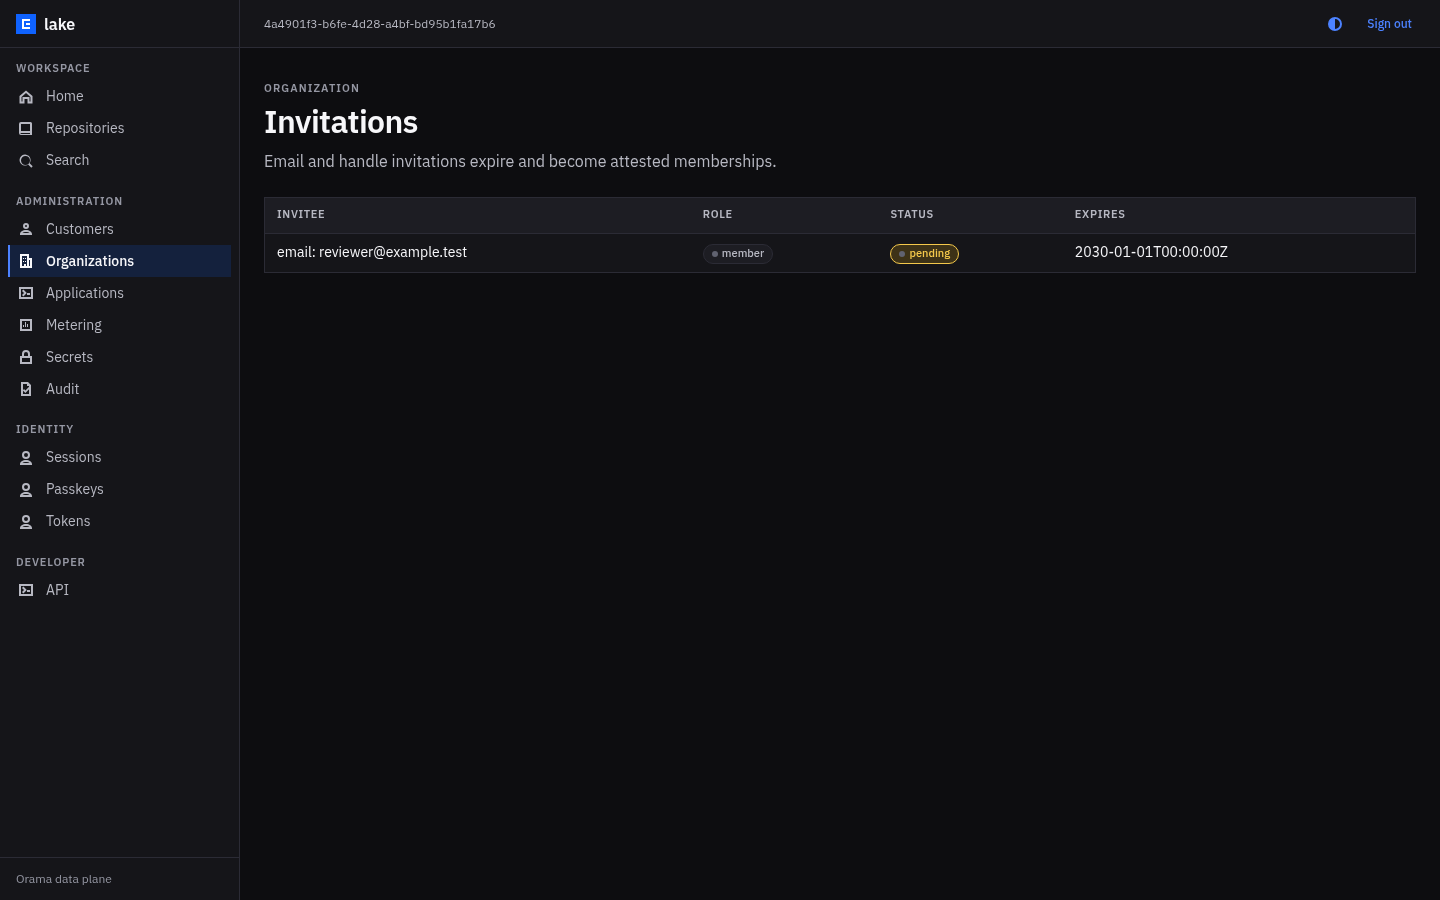 lake
4a4901f3-b6fe-4d28-a4bf-bd95b1fa17b6
Sign out
WORKSPACE
Home
Repositories
Search
ADMINISTRATION
Customers
Organizations
Applications
Metering
Secrets
Audit
IDENTITY
Sessions
Passkeys
Tokens
DEVELOPER
API
Orama data plane
ORGANIZATION
Invitations
Email and handle invitations expire and become attested memberships.
INVITEE ROLE STATUS EXPIRES
email: reviewer@example.test member pending 2030-01-01T00:00:00Z